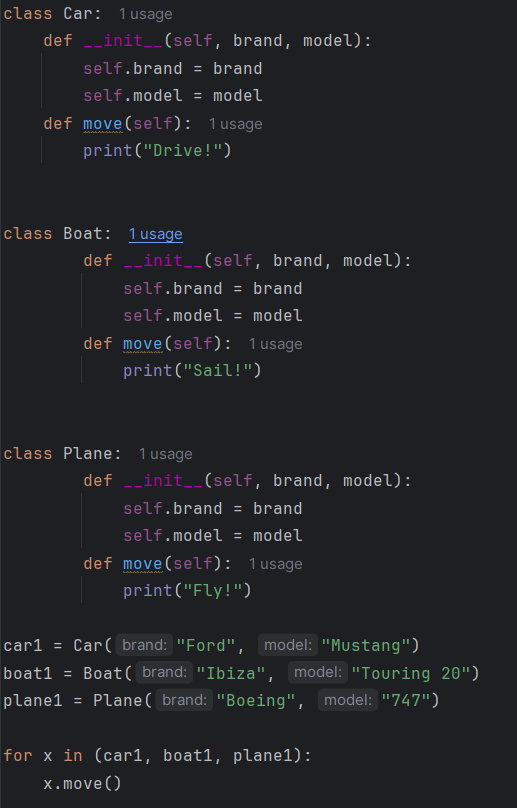 class Car: 1 usage
    def __init__(self, brand, model):
        self.brand = brand
        self.model = model
    def move(self): 1 usage
        print("Drive!")
class Boat: 1 usage
        def __init__(self, brand, model):
            self.brand = brand
            self.model = model
        def move(self): 1 usage
            print("Sail!")
class Plane: 1 usage
        def __init__(self, brand, model):
            self.brand = brand
            self.model = model
        def move(self): 1 usage
            print("Fly!")
car1 = Car( brand: "Ford", model: "Mustang")
boat1 = Boat( brand: "Ibiza", model: "Touring 20")
plane1 = Plane( brand: "Boeing", model: "747")
for x in (car1, boat1, plane1):
    x.move()